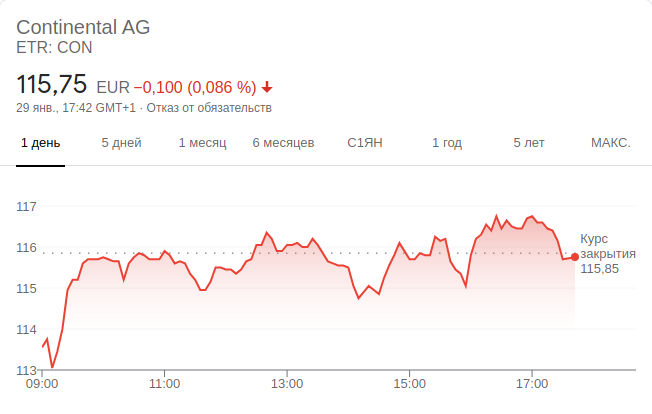 Continental AG
ETR: CON
115,75 EUR −0,100 (0,086 %)
29 янв., 17:42 GMT+1 · Отказ от обязательств
1 день 5 дней 1 месяц 6 месяцев С1ЯН 1 год 5 лет МАКС.
117
116
115
114
113
Курс
закрытия
115,85
09:00 11:00 13:00 15:00 17:00